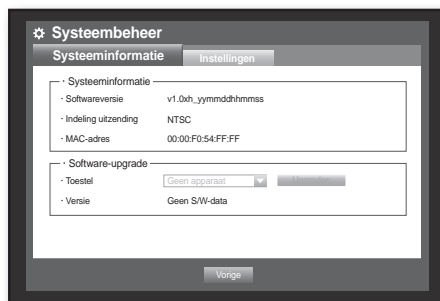 Systeembeheer
Systeeminformatie
Instellingen
· Systeeminformatie
· Softwareversie v1.0xh_yymmddhhmmss
· Indeling uitzending NTSC
· MAC-adres 00:00:F0:54:FF:FF
· Software-upgrade
· Toestel Geen apparaat
· Versie Geen S/W-data
Vorige